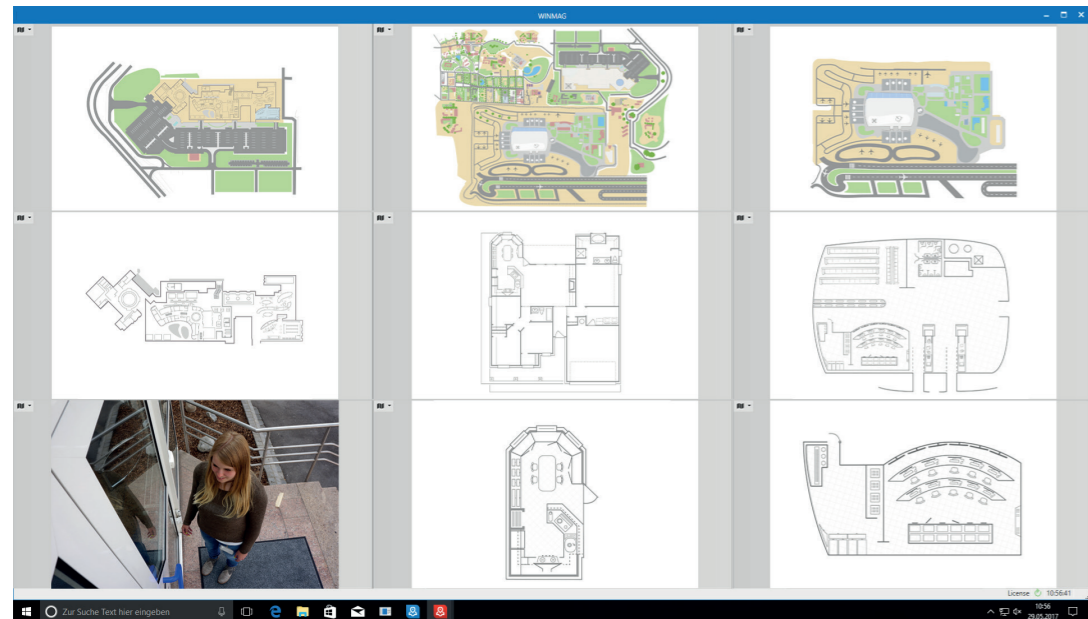 WINMAG
License 10:56:41
Zur Suche Text hier eingeben
10:56
29.05.2017